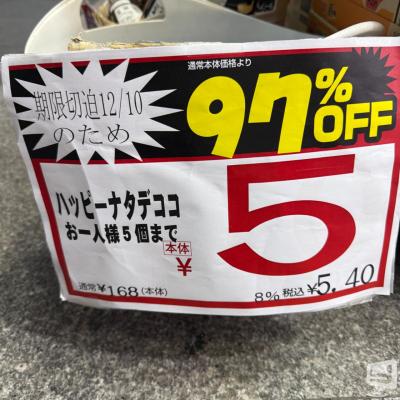 通常本体価格より
期限切迫12/10
のため
97%
OFF
ハッピーナタデココ
お一人様5個まで
本体
¥
5
通常¥168(本体)
8%税込¥5.40